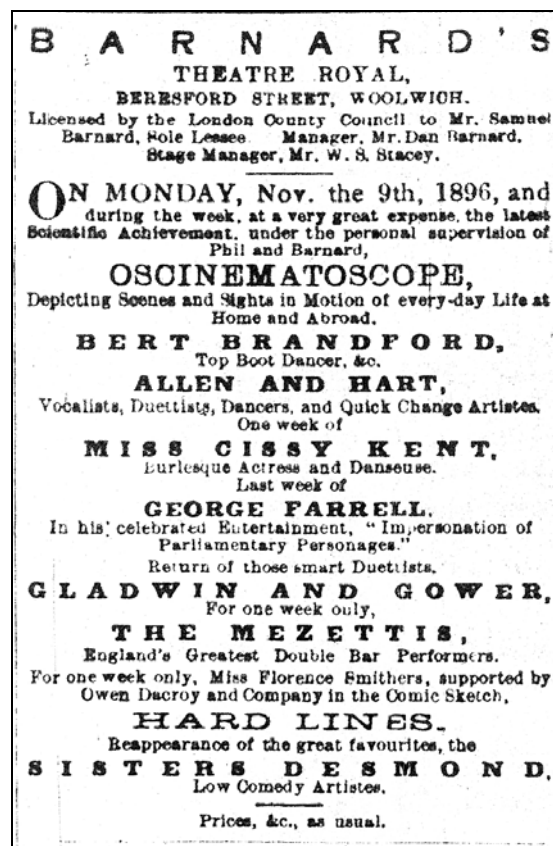 BARNARD'S
THEATRE ROYAL,
BERESFORD STREET, WOOLWICH.
Licensed by the London County Council to Mr. Samuel
Barnard, Sole Lessee Manager, Mr. Dan Barnard.
Stage Manager, Mr. W. S. Stacey.
ON MONDAY, Nov. the 9th, 1896, and
during the week, at a very great expense, the latest
Scientific Achievement, under the personal supervision of
Phil and Barnard,
OSCINEMATOSCOPE,
Depicting Scenes and Sights in Motion of every-day Life at
Home and Abroad.
BERT BRANDFORD,
Top Boot Dancer, &c.
ALLEN AND HART,
Vocalists, Duettists, Dancers, and Quick Change Artistes.
One week of
MISS CISSY KENT,
Burlesque Actress and Danseuse.
Last week of
GEORGE FARRELL,
In his celebrated Entertainment, "Impersonation of
Parliamentary Personages."
Return of those smart Duettists.
GLADWIN AND GOWER,
For one week only,
THE MEZETTIS,
England's Greatest Double Bar Performers.
For one week only, Miss Florence Smithers, supported by
Owen Dacroy and Company in the Comic Sketch,
HARD LINES.
Reappearance of the great favourites, the
SISTERS DESMOND,
Low Comedy Artistes.
Prices, &c., as usual.